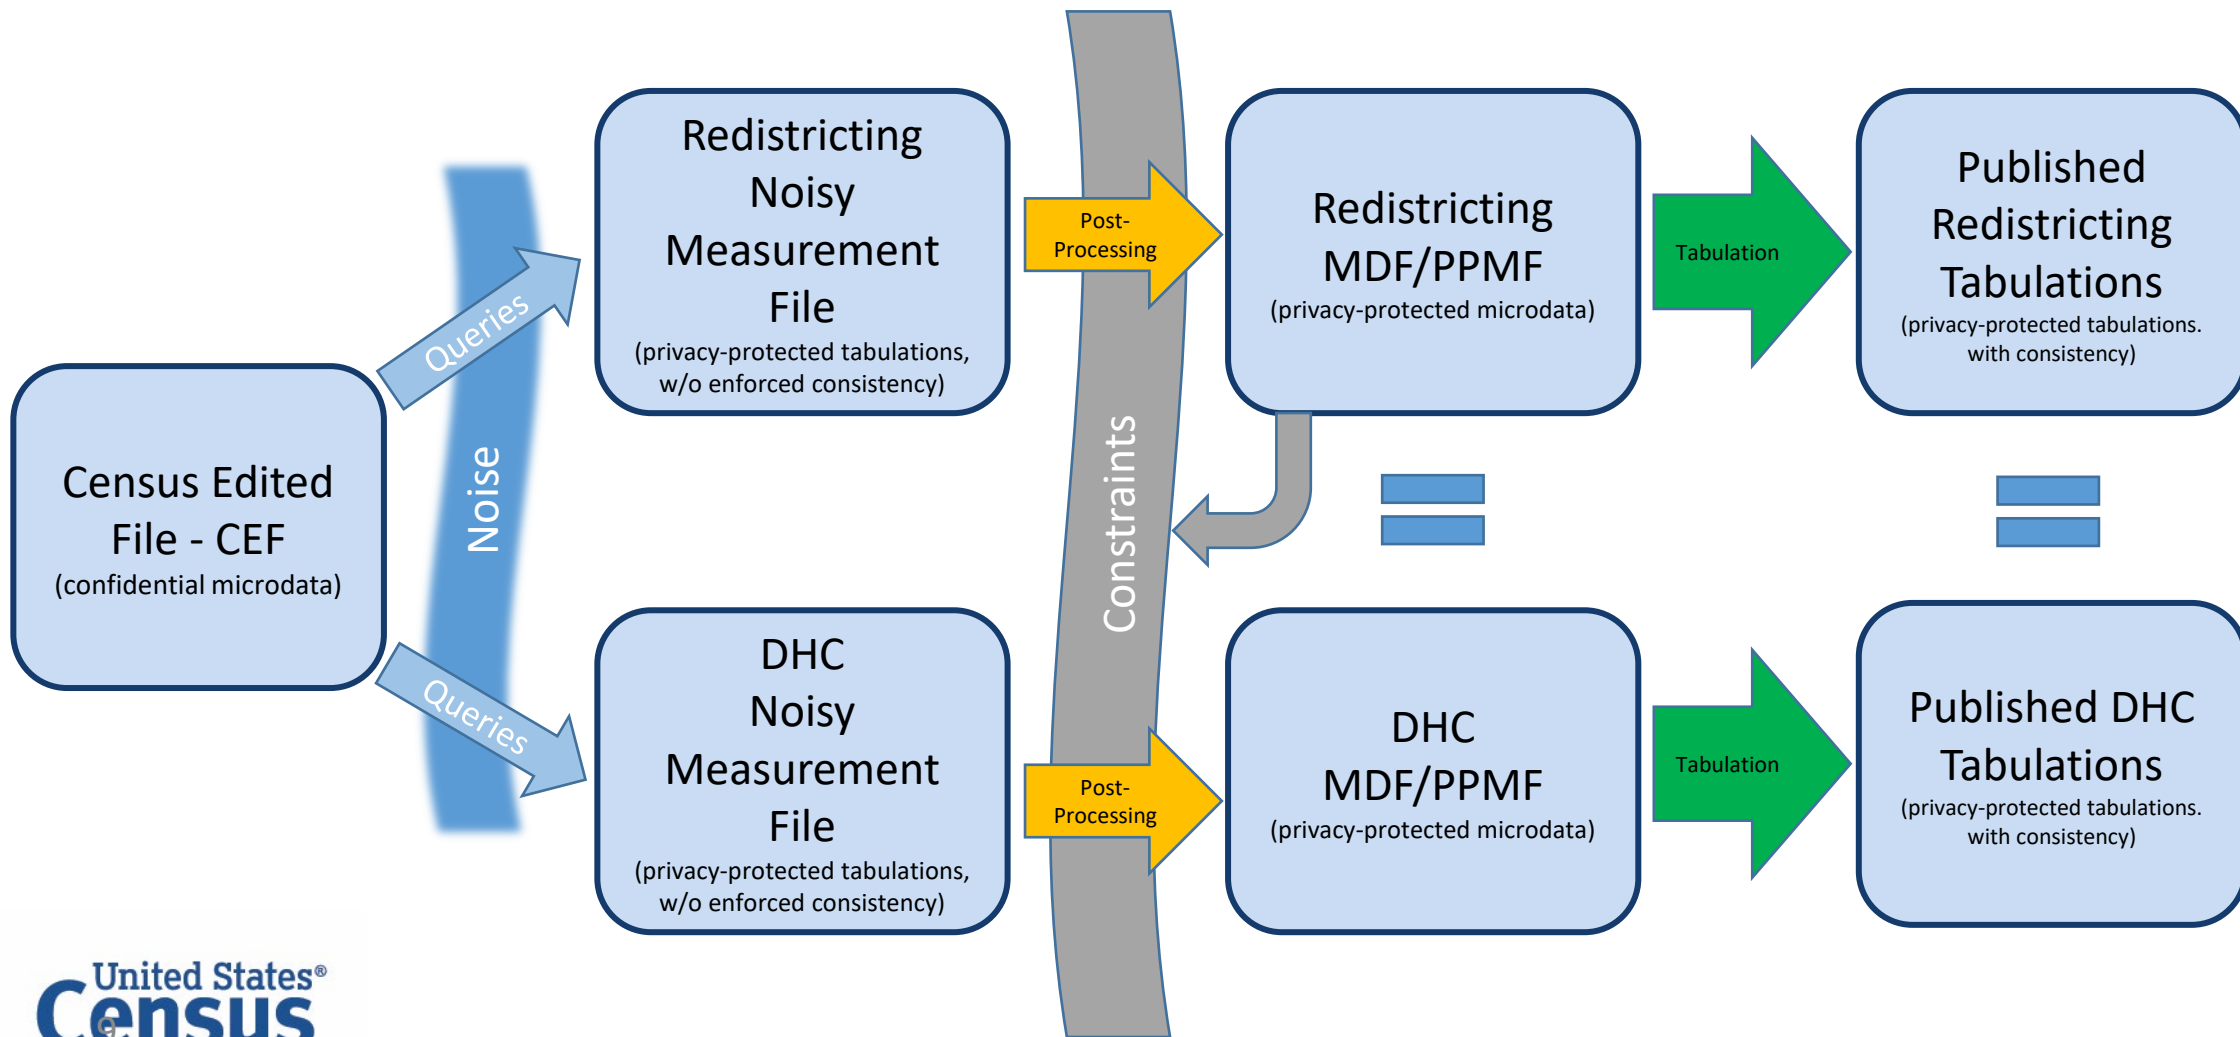 Census Edited
File - CEF
(confidential microdata)
Queries
Queries
Noise
Redistricting
Noisy
Measurement
File
(privacy-protected tabulations,
w/o enforced consistency)
DHC
Noisy
Measurement
File
(privacy-protected tabulations,
w/o enforced consistency)
Post-
Processing
Post-
Processing
Constraints
Redistricting
MDF/PPMF
(privacy-protected microdata)
DHC
MDF/PPMF
(privacy-protected microdata)
Tabulation
Tabulation
Published
Redistricting
Tabulations
(privacy-protected tabulations.
with consistency)
Published DHC
Tabulations
(privacy-protected tabulations.
with consistency)
United States®
Census
9